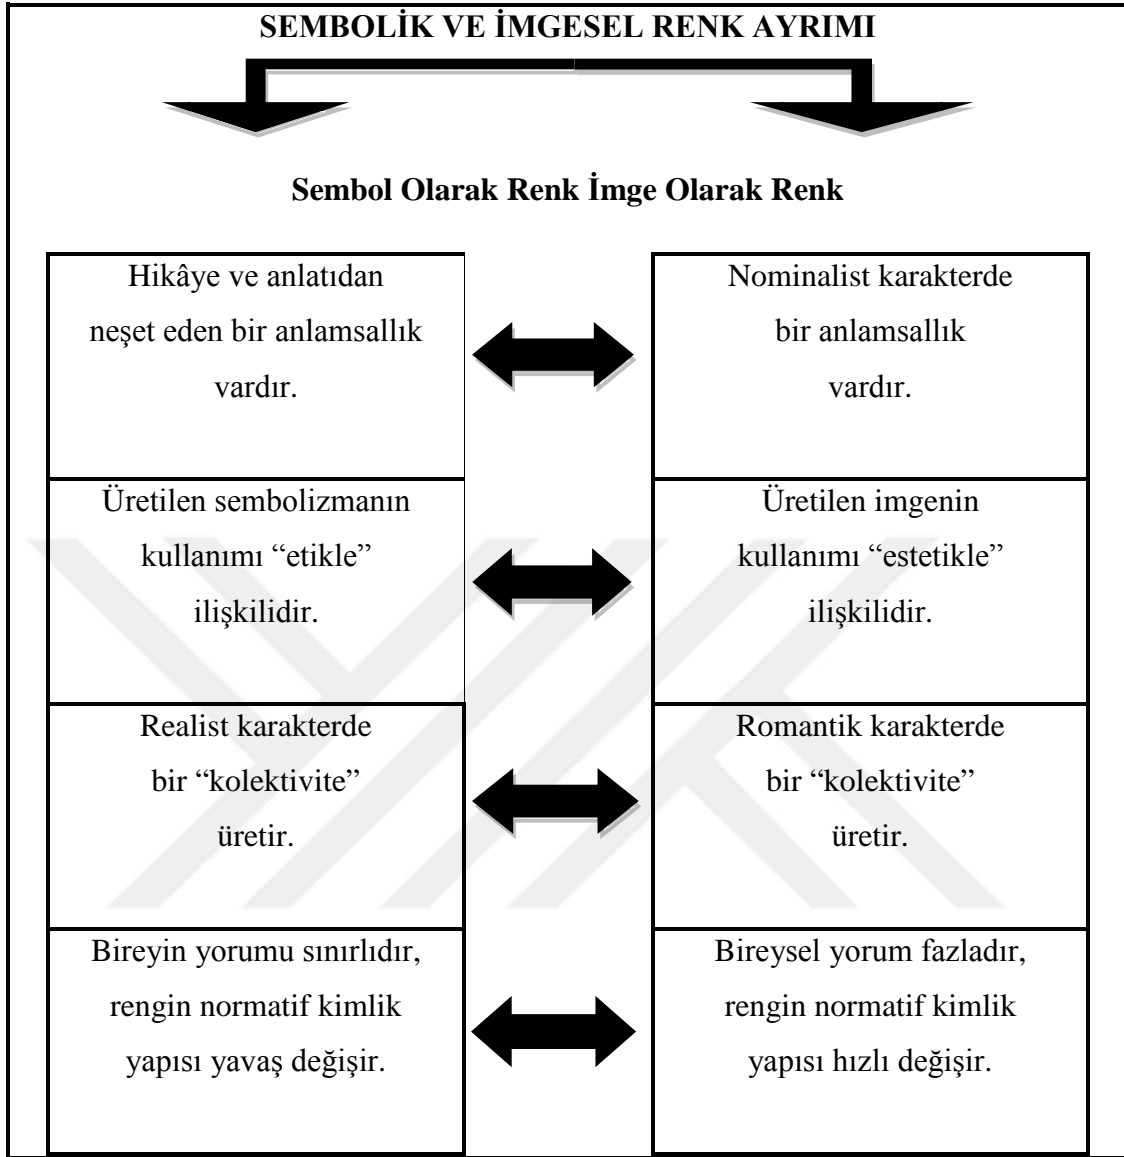 SEMBOLİK VE İMGESEL RENK AYRIMI
Sembol Olarak Renk İmge Olarak Renk
Hikâye ve anlatıdan
neşet eden bir anlamsallık
vardır.
Nominalist karakterde
bir anlamsallık
vardır.
Üretilen sembolizmanın
kullanımı “etikle”
ilişkilidir.
Üretilen imgenin
kullanımı “estetikle”
ilişkilidir.
Realist karakterde
bir “kolektivite”
üretir.
Romantik karakterde
bir “kolektivite”
üretir.
Bireyin yorumu sınırlıdır,
rengin normatif kimlik
yapısı yavaş değişir.
Bireysel yorum fazladır,
rengin normatif kimlik
yapısı hızlı değişir.